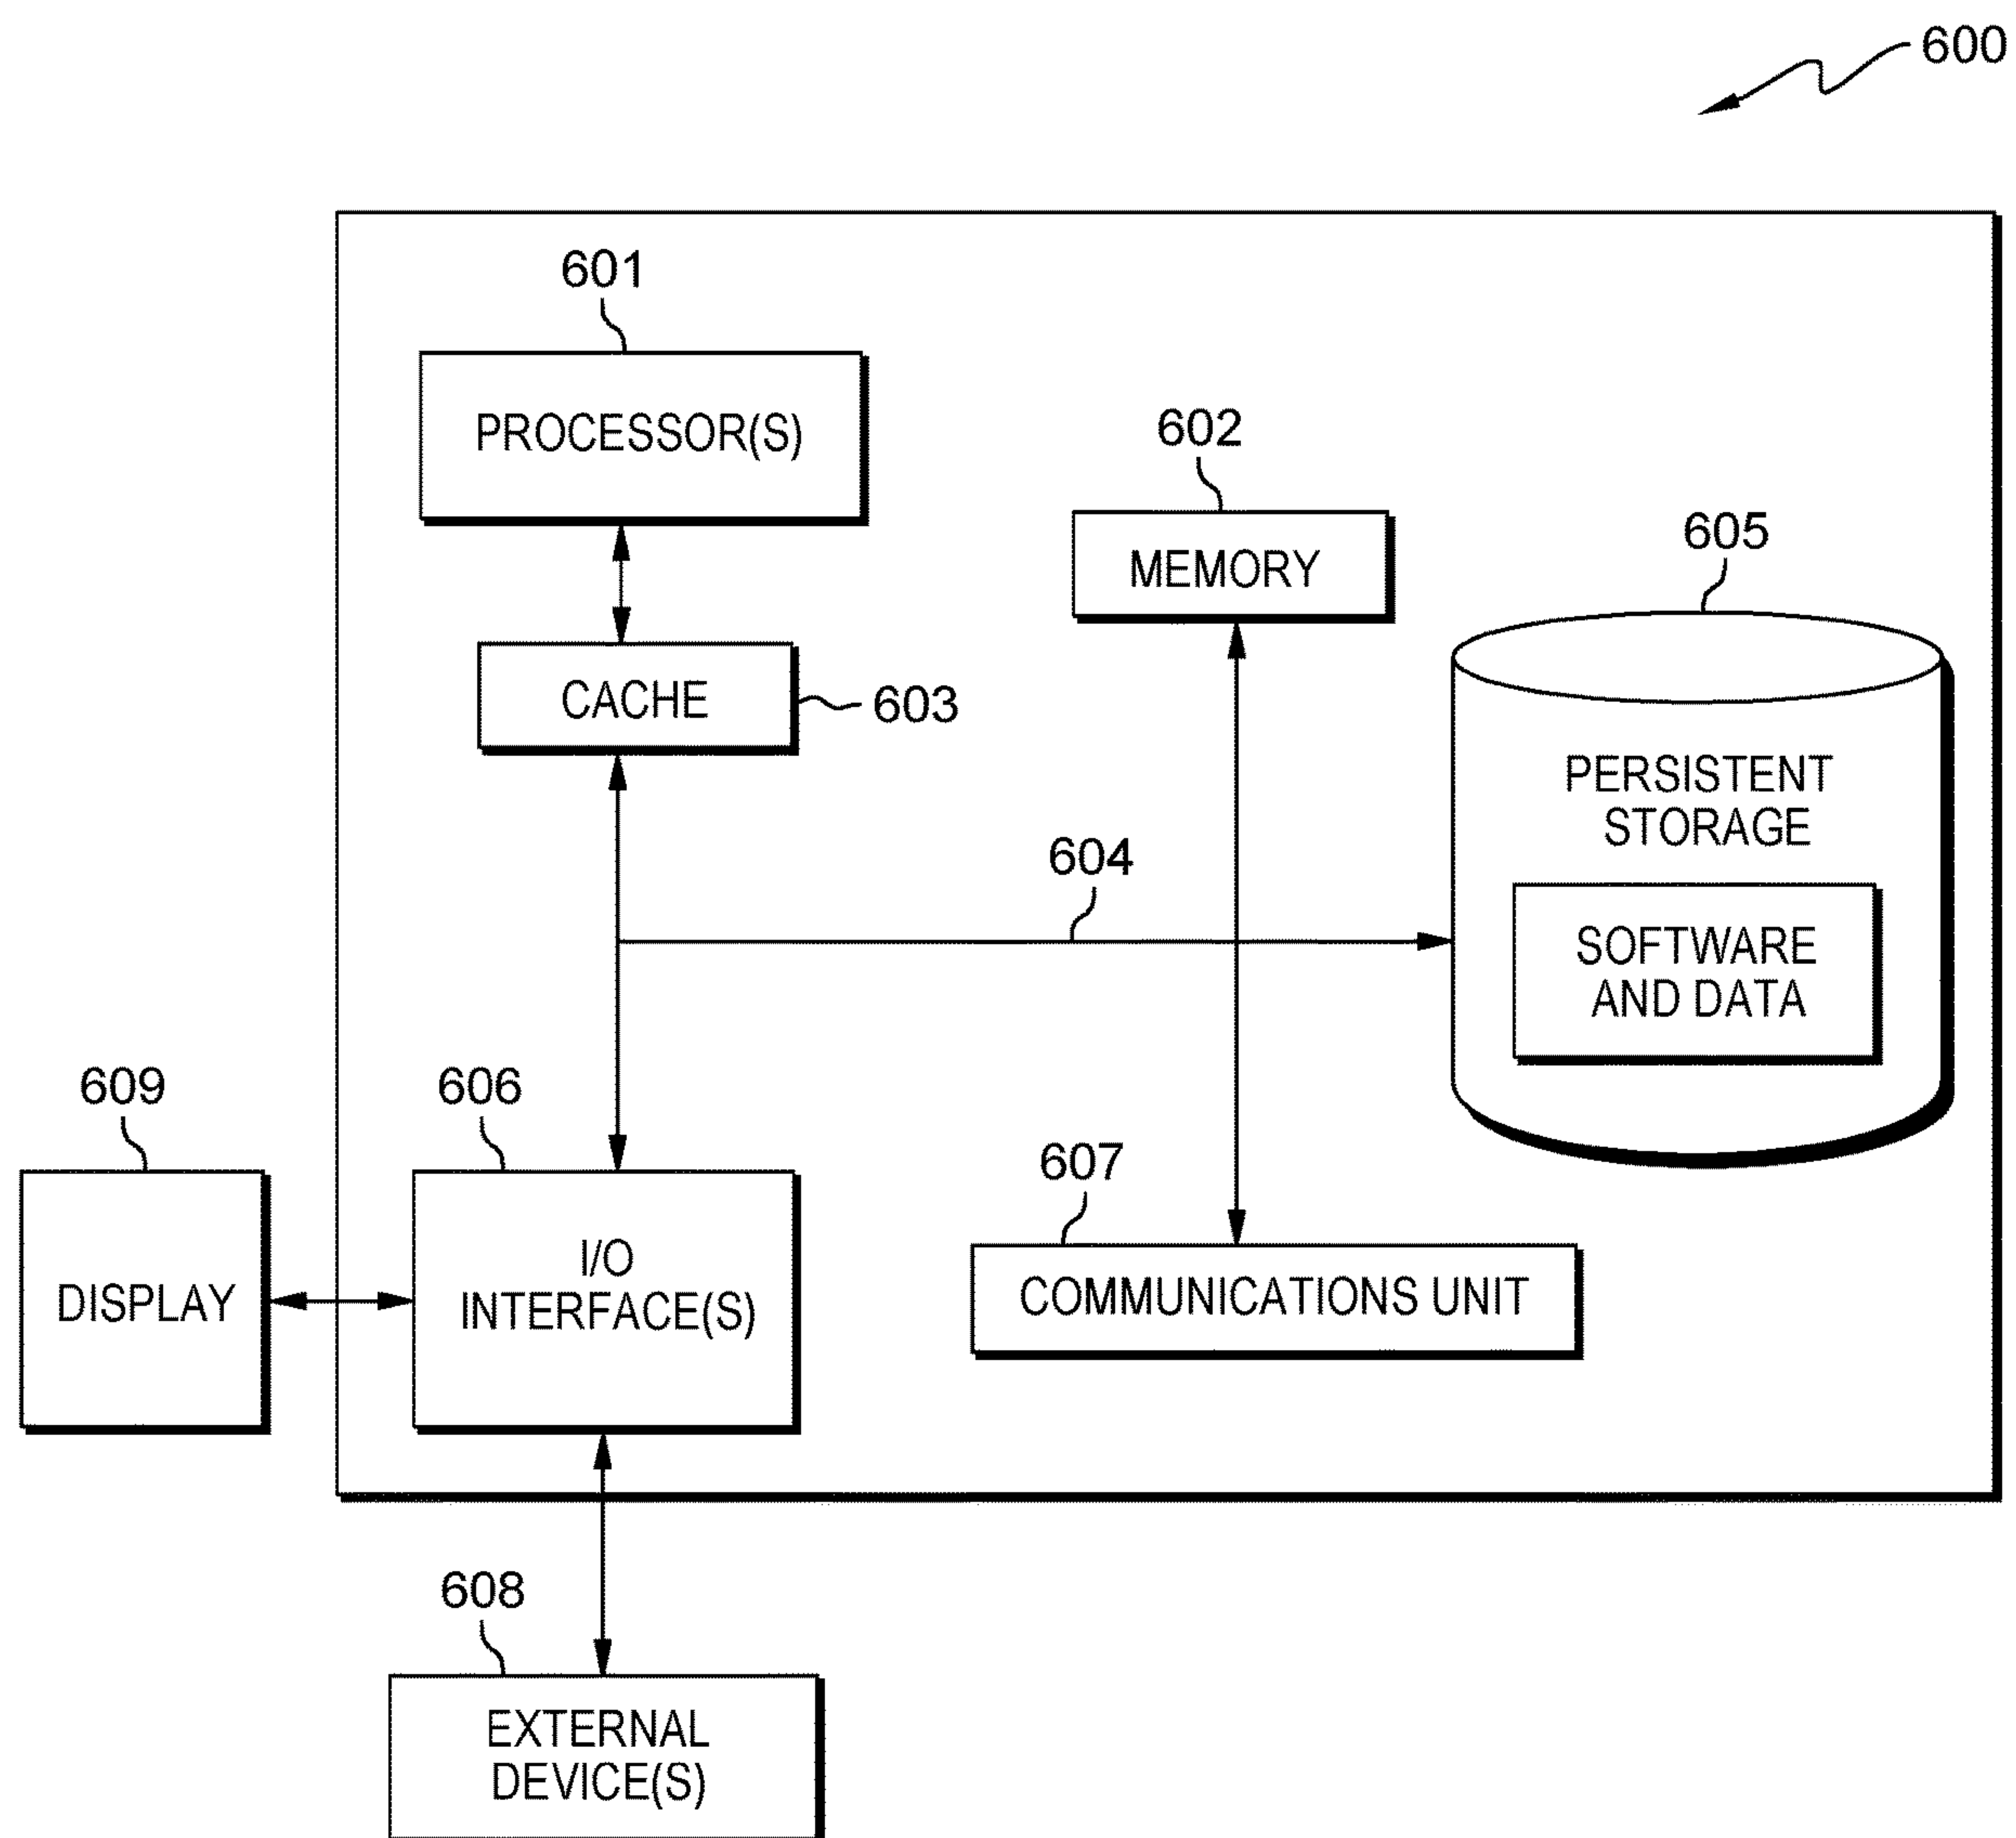 600
601
PROCESSOR(S)
602
MEMORY
605
CACHE
603
PERSISTENT
STORAGE
604
SOFTWARE
AND DATA
609
606
607
DISPLAY
I/O
INTERFACE(S)
COMMUNICATIONS UNIT
608
EXTERNAL
DEVICE(S)